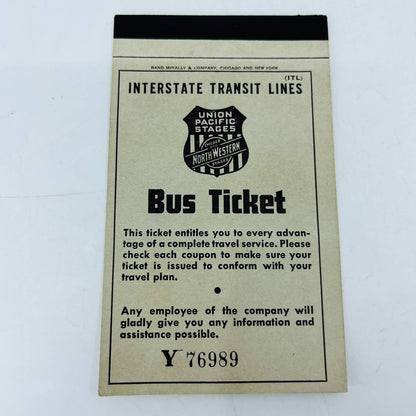 RAND McNALLY & COMPANY, CHICAGO AND NEW YORK
(ITL)
INTERSTATE TRANSIT LINES
UNION
PACIFIC
STAGES
CHICAGO
NORTH WESTERN
STAGES
Bus Ticket
This ticket entitles you to every advan-
tage of a complete travel service. Please
check each coupon to make sure your
ticket is issued to conform with your
travel plan.
Any employee of the company will
gladly give you any information and
assistance possible.
Y 76989